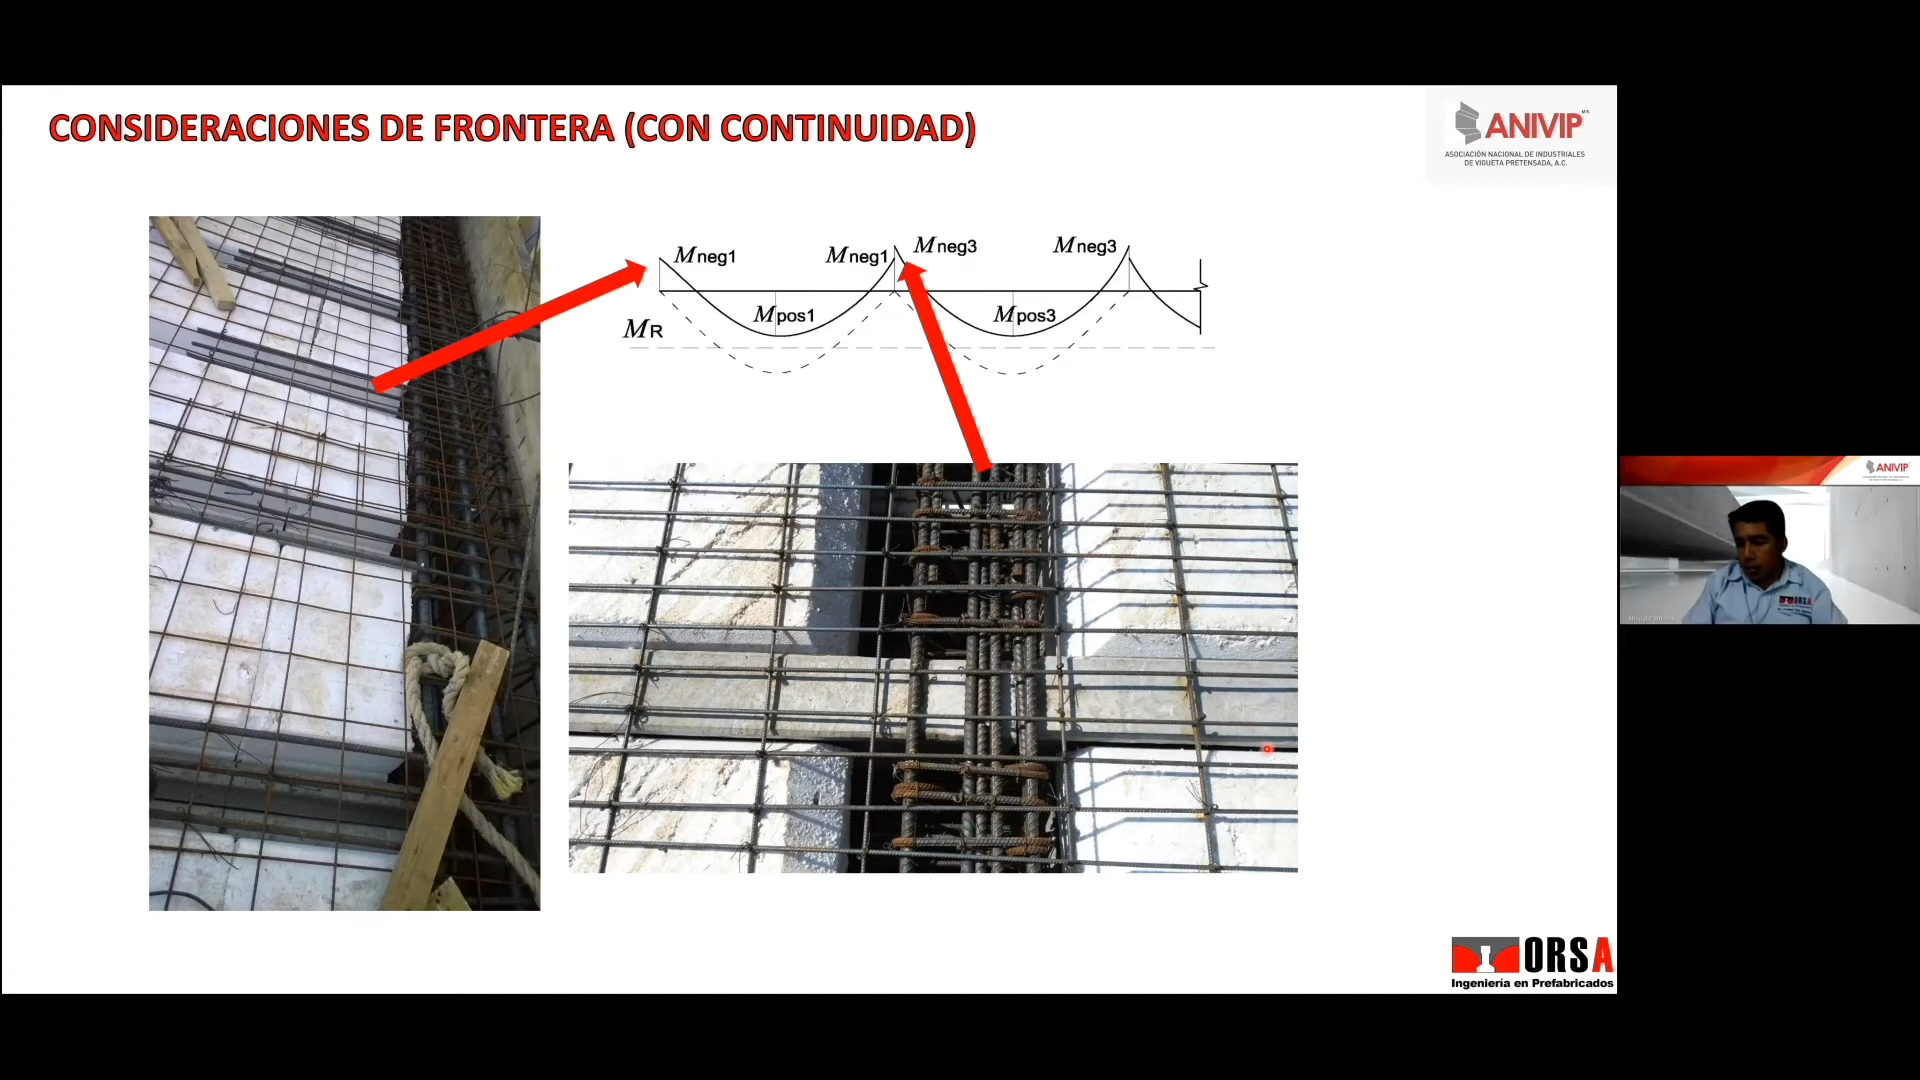 CONSIDERACIONES DE FRONTERA (CON CONTINUIDAD)
ANIVIP
ASOCIACIÓN NACIONAL DE INDUSTRIALES
DE VIGUETA PRETENSADA, A.C.
Mneg1
Mneg1
Mneg3
Mneg3
Mpos1
Mpos3
MR
ANIVIP
ORSA
ORSA
Ingeniería en Prefabricados